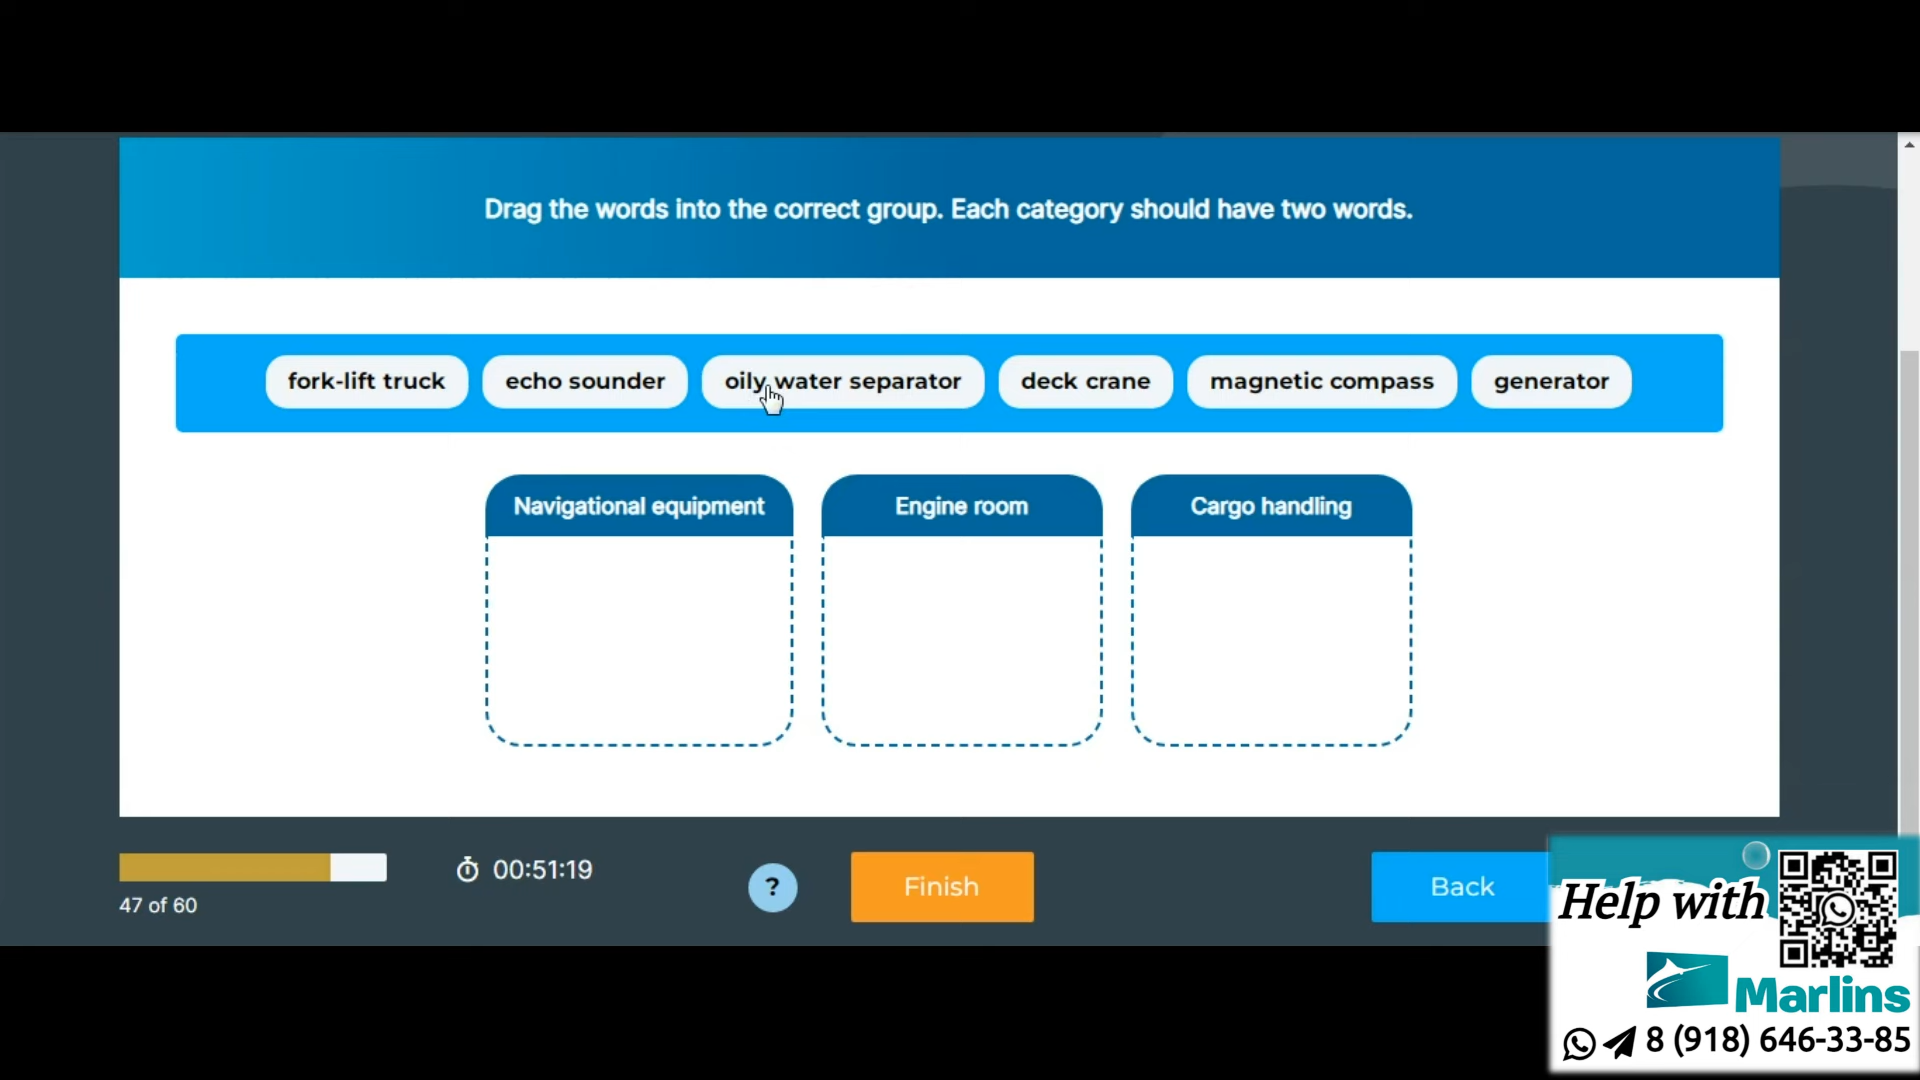 Drag the words into the correct group. Each category should have two words.
fork-lift truck echo sounder oily water separator deck crane magnetic compass generator
Navigational equipment Engine room Cargo handling
00:51:19
47 of 60
?
Finish
Back
Help with
Marlins
8 (918) 646-33-85